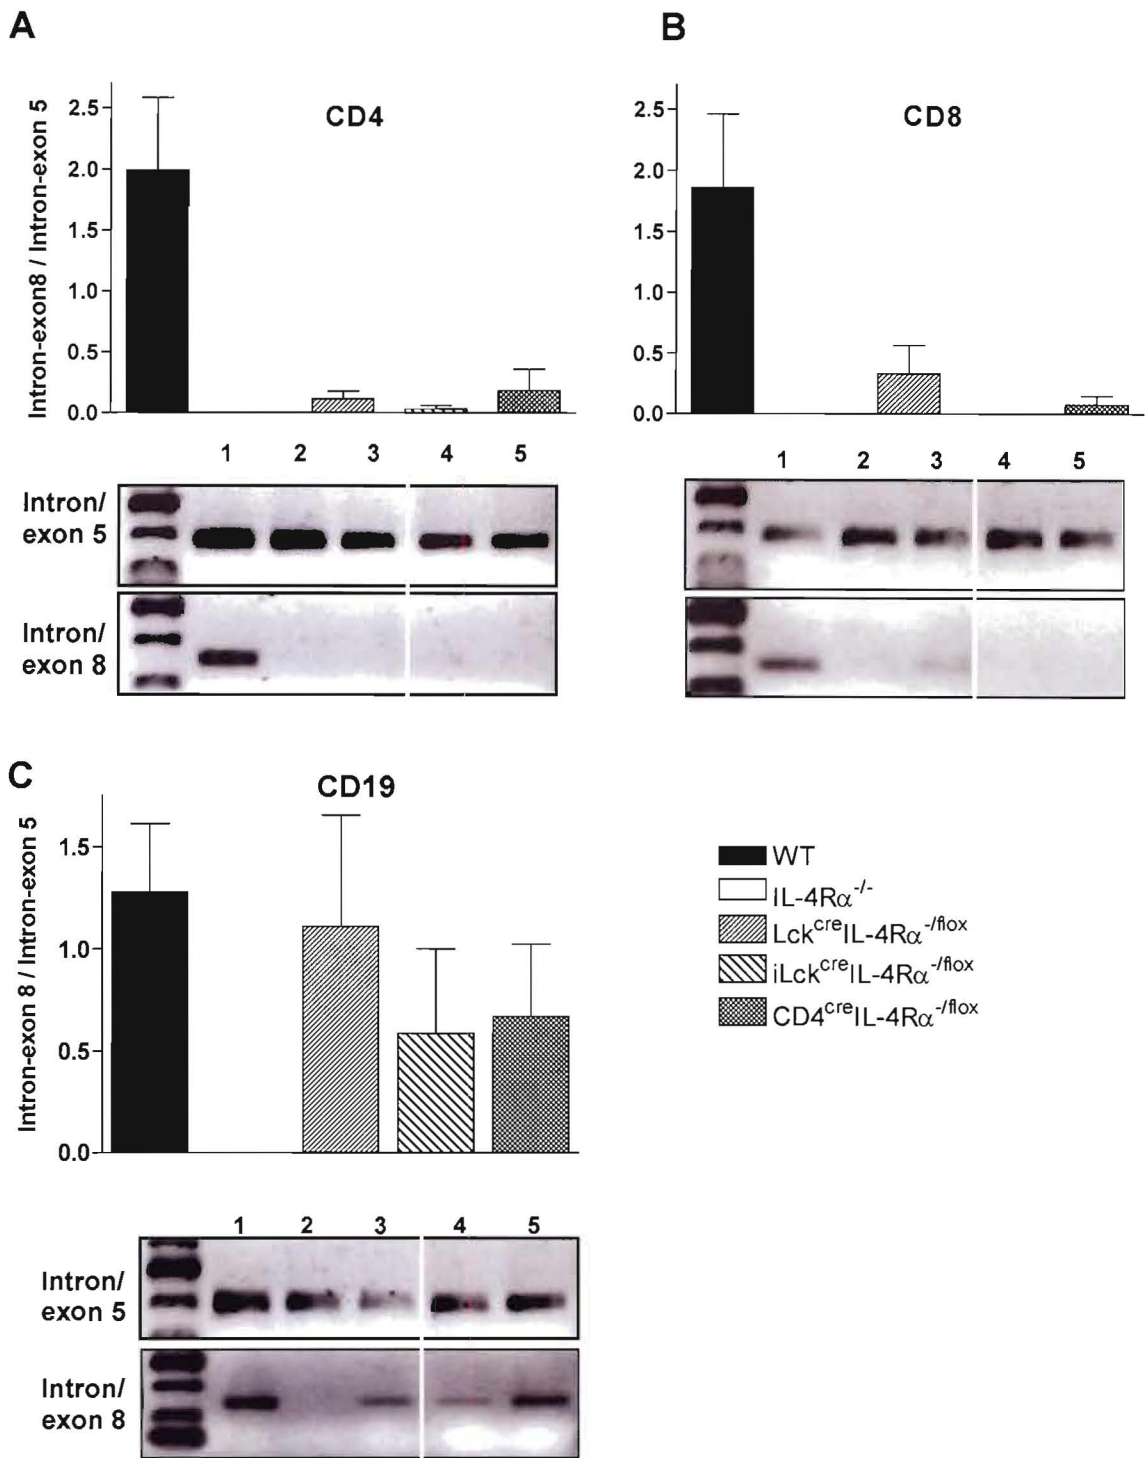 A
CD4
Intron-exon8 / Intron-exon 5
2.5
2.0
1.5
1.0
0.5
0.0
1 2 3 4 5
Intron/
exon 5
Intron/
exon 8
B
CD8
2.5
2.0
1.5
1.0
0.5
0.0
1 2 3 4 5
C
CD19
Intron-exon 8 / Intron-exon 5
1.5
1.0
0.5
0.0
1 2 3 4 5
Intron/
exon 5
Intron/
exon 8
WT
IL-4Rα-/-
LckcreIL-4Rα-/flox
iLckcreIL-4Rα-/flox
CD4creIL-4Rα-/flox